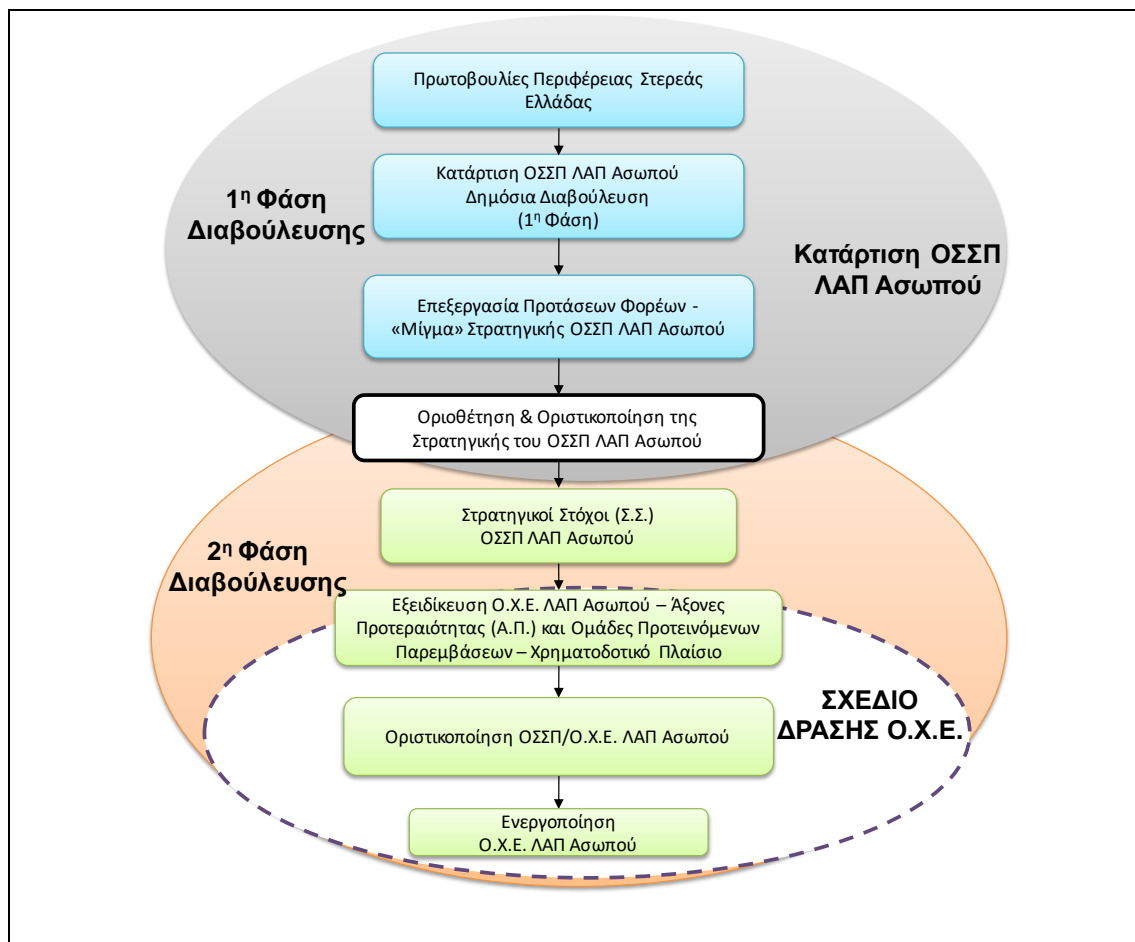 Πρωτοβουλίες Περιφέρειας Στερεάς
Ελλάδας
Κατάρτιση ΟΣΣΠ ΛΑΠ Ασωπού
Δημόσια Διαβούλευση
(1η Φάση)
1η Φάση
Διαβούλευσης
Κατάρτιση ΟΣΣΠ
ΛΑΠ Ασωπού
Επεξεργασία Προτάσεων Φορέων -
«Μίγμα» Στρατηγικής ΟΣΣΠ ΛΑΠ Ασωπού
Οριοθέτηση & Οριστικοποίηση της
Στρατηγικής του ΟΣΣΠ ΛΑΠ Ασωπού
Στρατηγικοί Στόχοι (Σ.Σ.)
ΟΣΣΠ ΛΑΠ Ασωπού
2η Φάση
Διαβούλευσης
Εξειδίκευση Ο.Χ.Ε. ΛΑΠ Ασωπού – Άξονες
Προτεραιότητας (Α.Π.) και Ομάδες Προτεινόμενων
Παρεμβάσεων – Χρηματοδοτικό Πλαίσιο
ΣΧΕΔΙΟ
ΔΡΑΣΗΣ Ο.Χ.Ε.
Οριστικοποίηση ΟΣΣΠ/Ο.Χ.Ε. ΛΑΠ Ασωπού
Ενεργοποίηση
Ο.Χ.Ε. ΛΑΠ Ασωπού